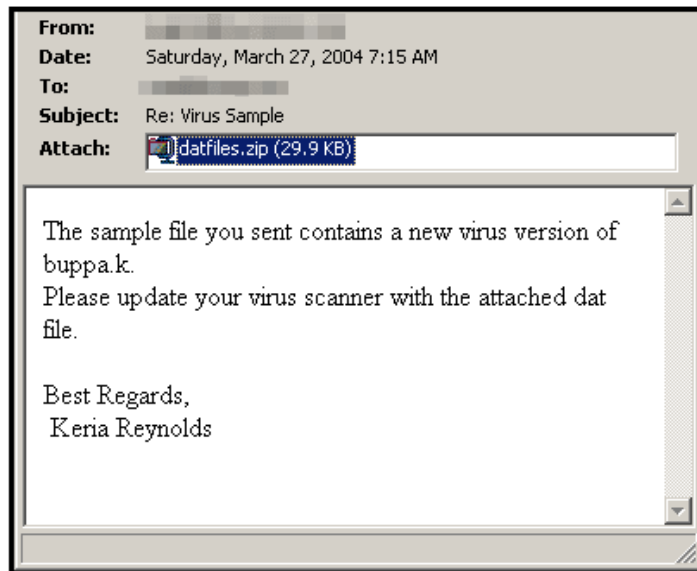 From:
Date: Saturday, March 27, 2004 7:15 AM
To:
Subject: Re: Virus Sample
Attach: datfiles.zip (29.9 KB)
The sample file you sent contains a new virus version of
buppa.k.
Please update your virus scanner with the attached dat
file.
Best Regards,
Keria Reynolds